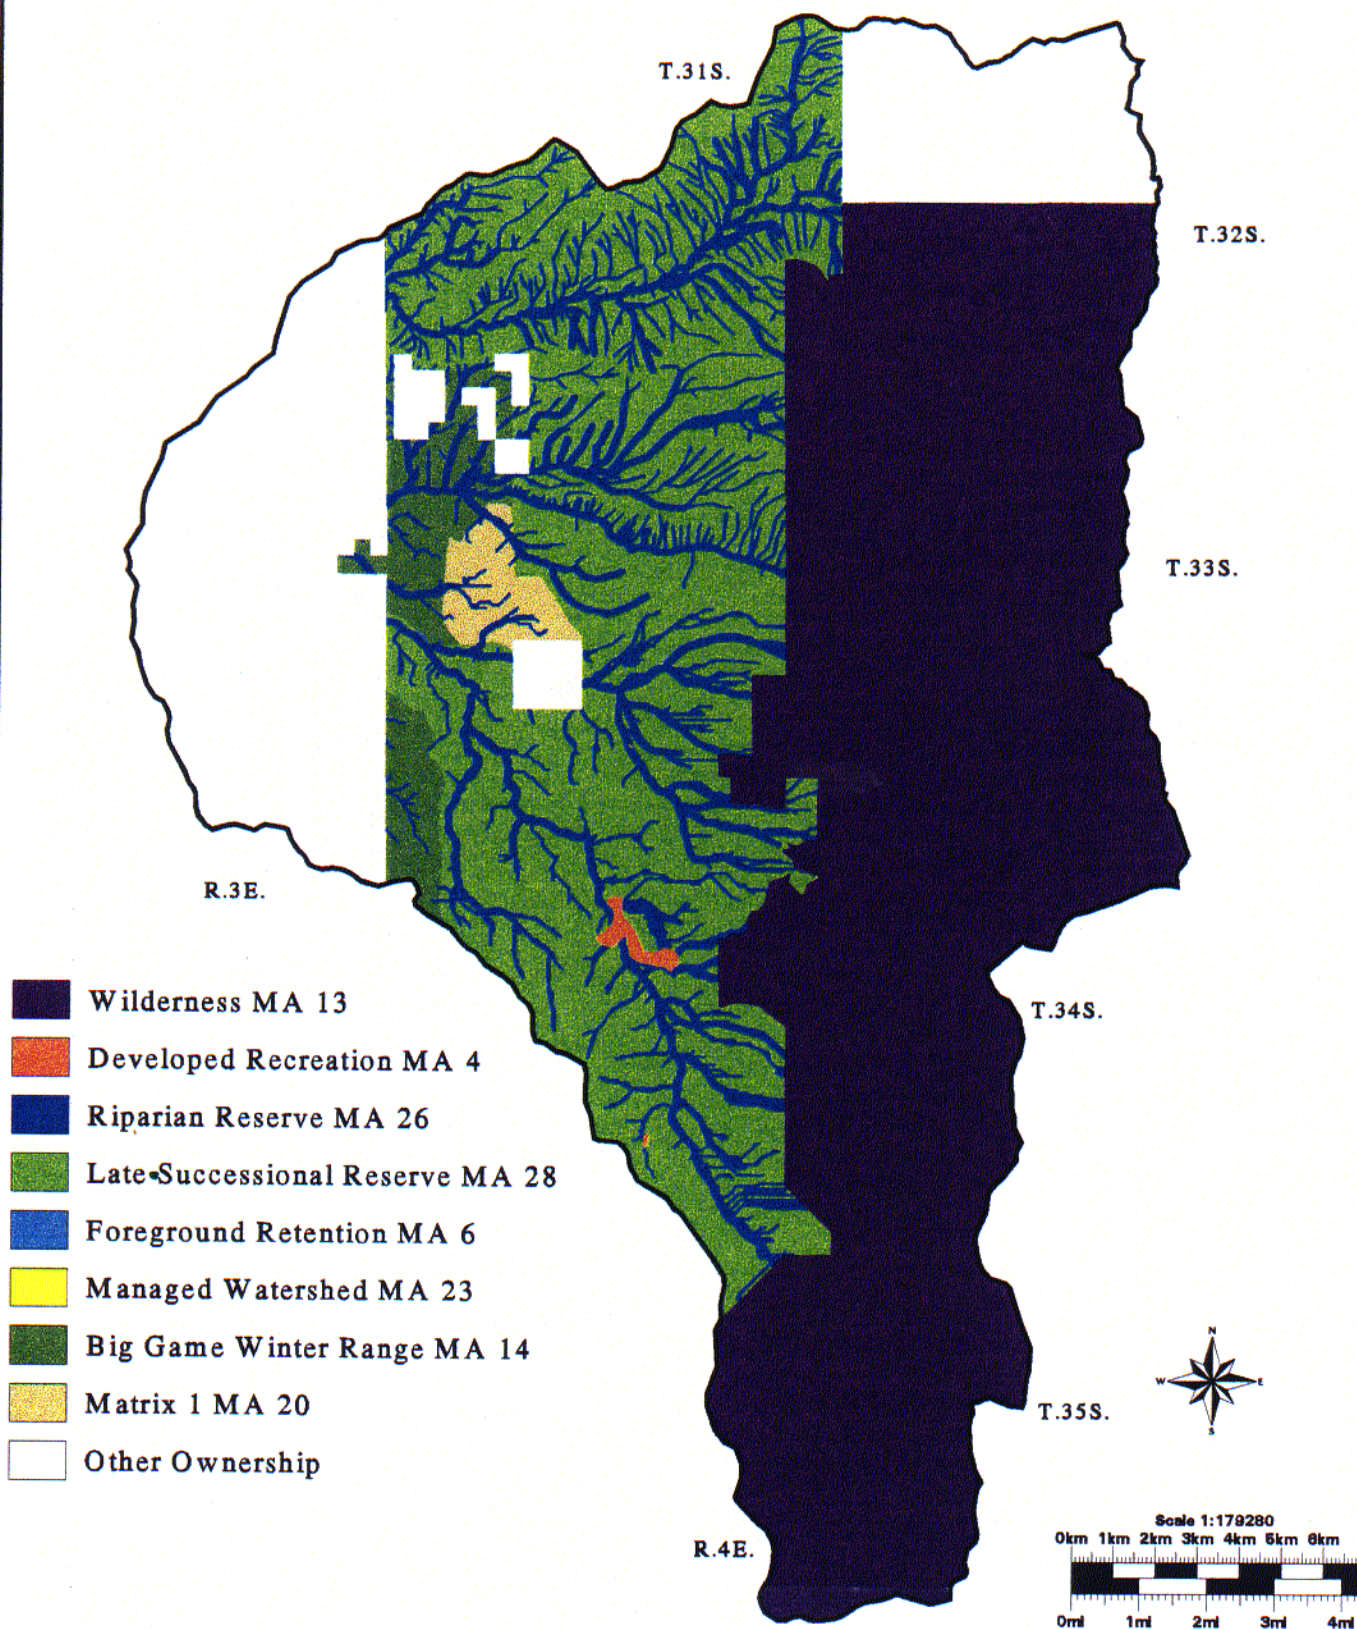 T.31S.
T.32S.
T.33S.
R.3E.
Wilderness MA 13
T.34S.
Developed Recreation MA 4
Riparian Reserve MA 26
Late•Successional Reserve MA 28
Foreground Retention MA 6
Managed Watershed MA 23
Big Game Winter Range MA 14
N
W E
S
Matrix 1 MA 20
T.35S.
Other Ownership
R.4E.
Scale 1:179280
0km 1km 2km 3km 4km 5km 6km
0mi 1mi 2mi 3mi 4mi